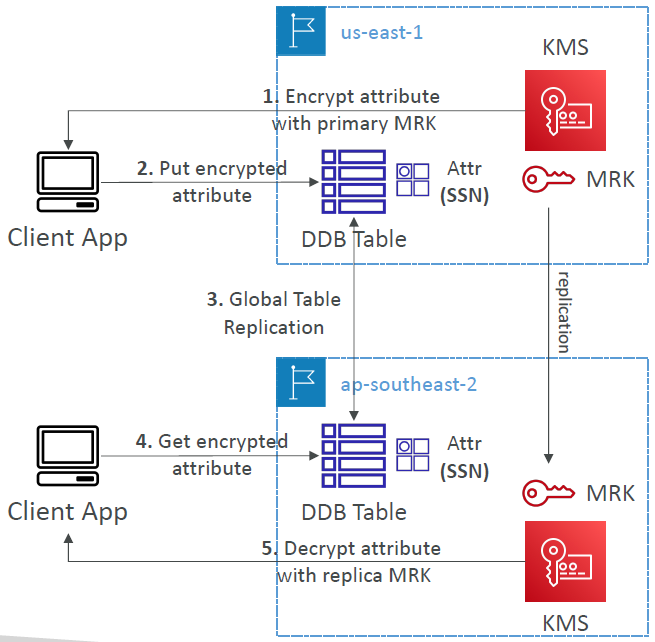 us-east-1
KMS
1. Encrypt attribute
with primary MRK
2. Put encrypted
attribute
Attr
(SSN)
MRK
Client App
DDB Table
3. Global Table
Replication
replication
ap-southeast-2
4. Get encrypted
attribute
Attr
(SSN)
MRK
Client App
DDB Table
5. Decrypt attribute
with replica MRK
KMS